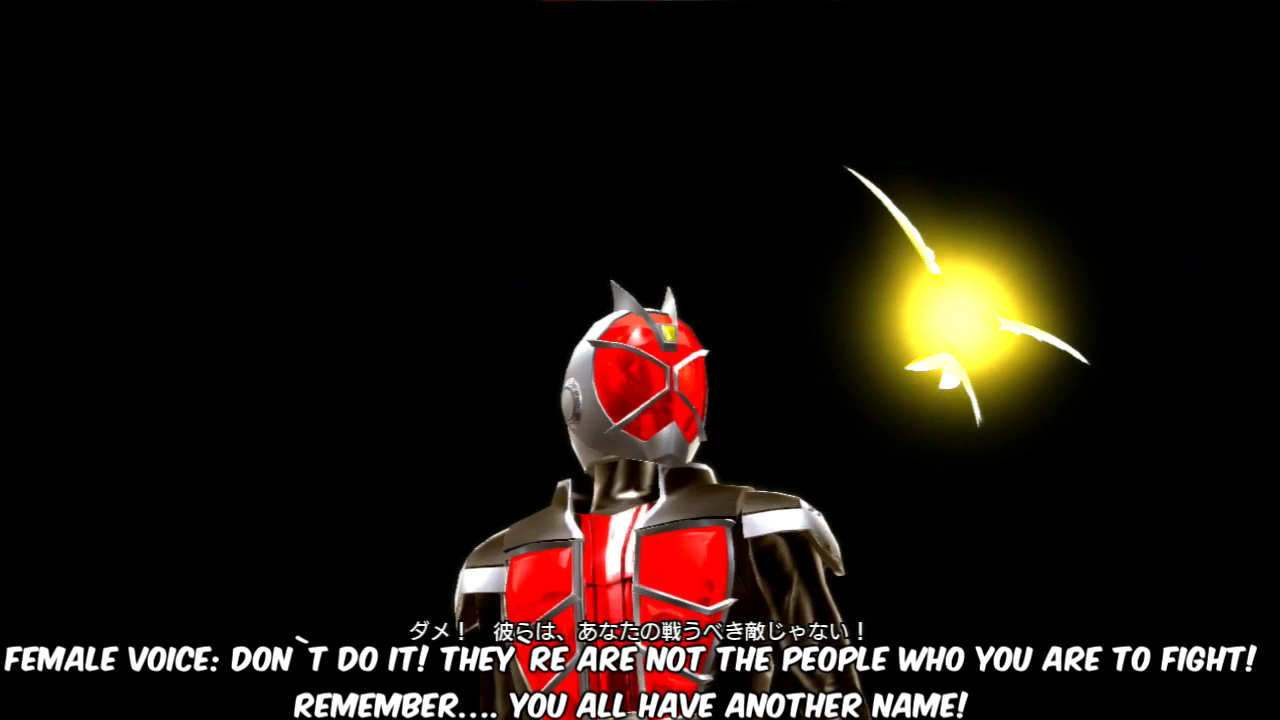 ダメ！　彼らは、あなたの戦うべき敵じゃない！
FEMALE VOICE: DON`T DO IT! THEY`RE ARE NOT THE PEOPLE WHO YOU ARE TO FIGHT!
REMEMBER.... YOU ALL HAVE ANOTHER NAME!